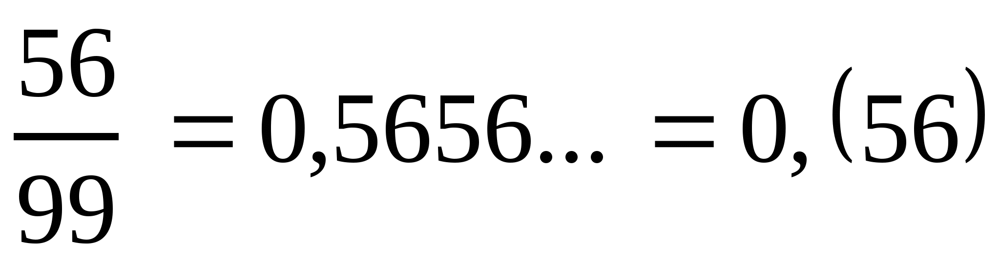 56/99 = 0,5656... = 0,(56)